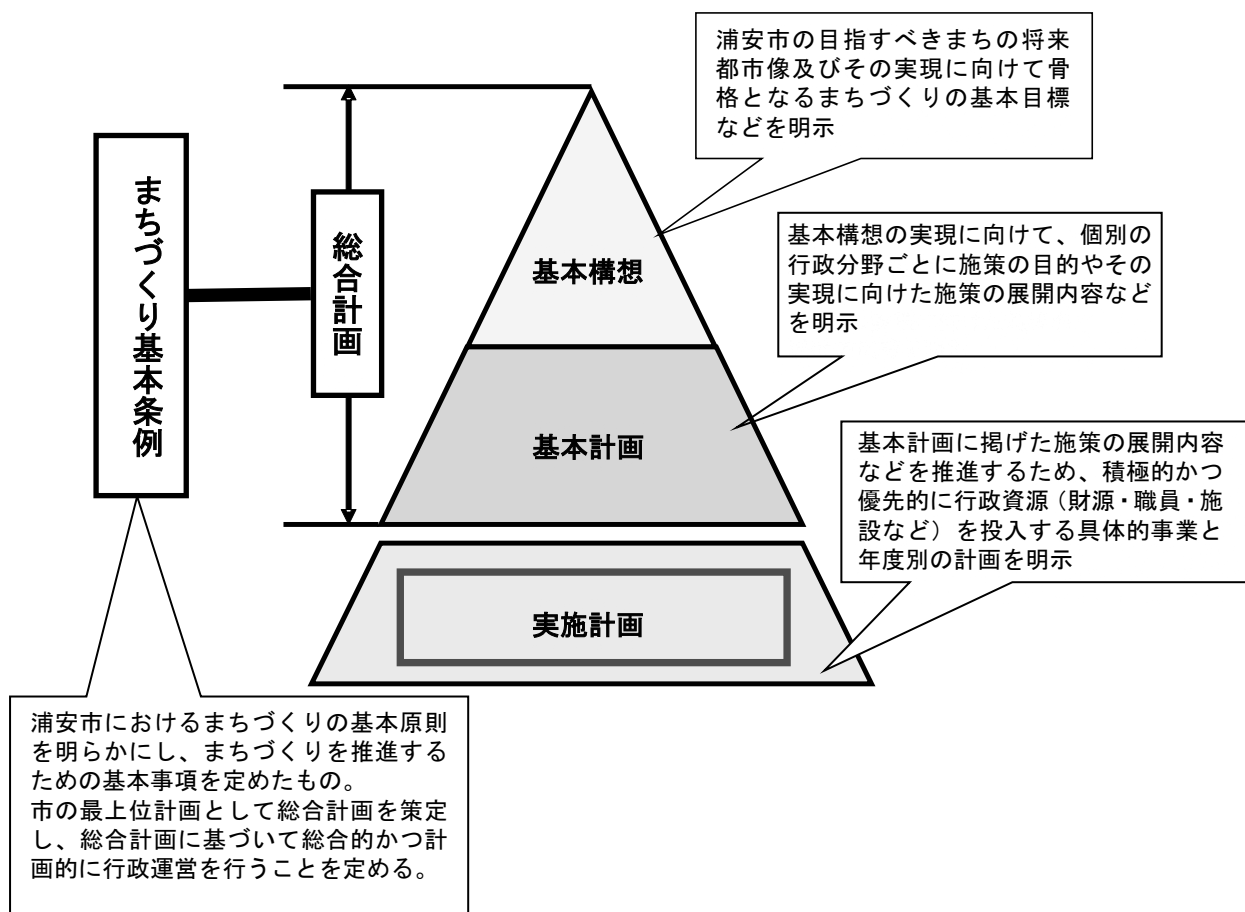 浦安市の目指すべきまちの将来
都市像及びその実現に向けて骨
格となるまちづくりの基本目標
などを明示
まちづくり基本条例
総合計画
基本構想
基本構想の実現に向けて、個別の
行政分野ごとに施策の目的やその
実現に向けた施策の展開内容など
を明示
基本計画
基本計画に掲げた施策の展開内容
などを推進するため、積極的かつ
優先的に行政資源（財源・職員・施
設など）を投入する具体的事業と
年度別の計画を明示
実施計画
浦安市におけるまちづくりの基本原則
を明らかにし、まちづくりを推進する
ための基本事項を定めたもの。
市の最上位計画として総合計画を策定
し、総合計画に基づいて総合的かつ計
画的に行政運営を行うことを定める。